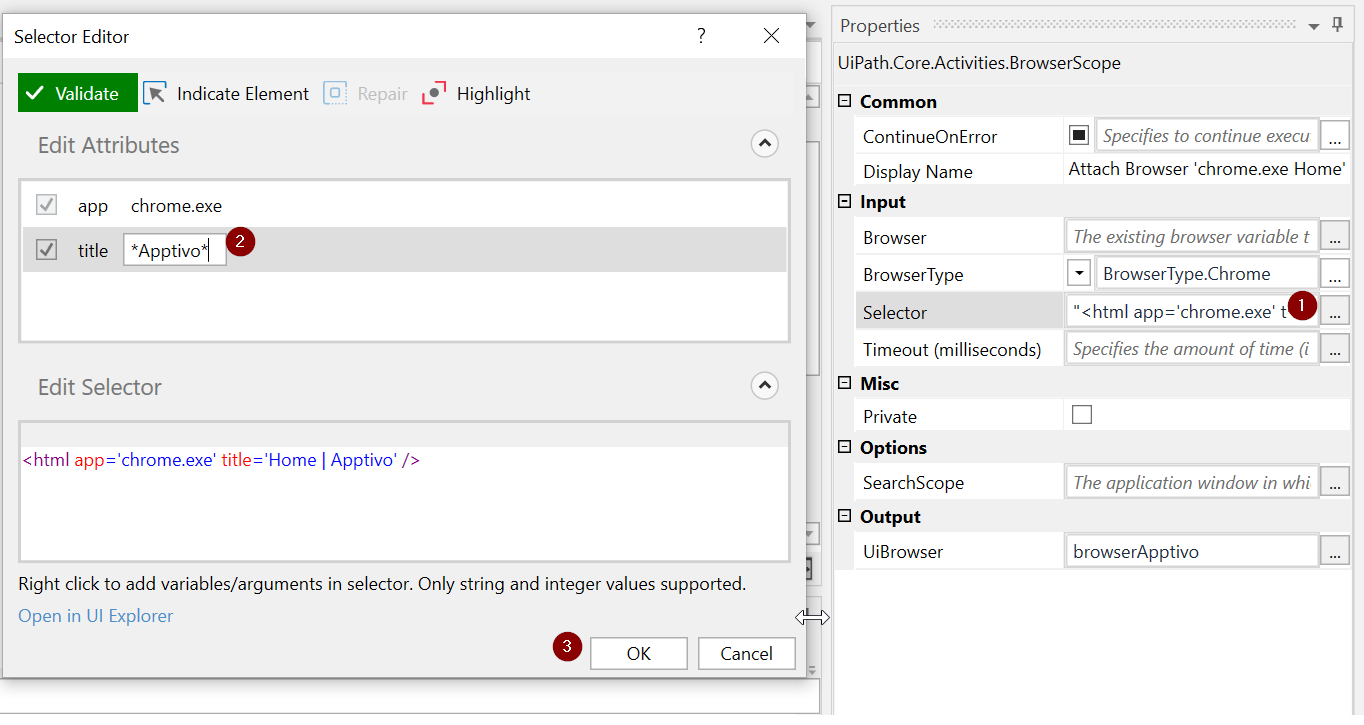 Selector Editor
?
Validate
Indicate Element
Repair
Highlight
Edit Attributes
app chrome.exe
title *Apptivo*
2
Edit Selector
<html app='chrome.exe' title='Home | Apptivo' />
Right click to add variables/arguments in selector. Only string and integer values supported.
Open in UI Explorer
3
OK
Cancel
Properties
UiPath.Core.Activities.BrowserScope
Common
ContinueOnError Specifies to continue execu ...
Display Name Attach Browser 'chrome.exe Home'
Input
Browser The existing browser variable t ...
BrowserType BrowserType.Chrome ...
Selector "<html app='chrome.exe' t 1 ...
Timeout (milliseconds) Specifies the amount of time (i ...
Misc
Private
Options
SearchScope The application window in whi ...
Output
UiBrowser browserApptivo ...